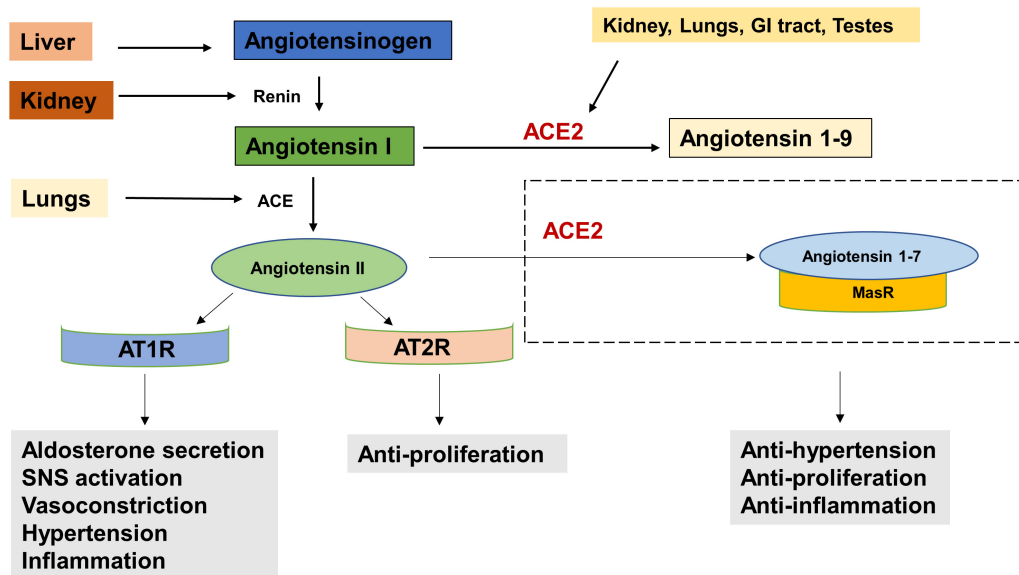 Liver
Angiotensinogen
Kidney, Lungs, GI tract, Testes
Kidney
Renin
Angiotensin I
ACE2
Angiotensin 1-9
Lungs
ACE
ACE2
Angiotensin II
Angiotensin 1-7
MasR
AT1R
AT2R
Aldosterone secretion
SNS activation
Vasoconstriction
Hypertension
Inflammation
Anti-proliferation
Anti-hypertension
Anti-proliferation
Anti-inflammation